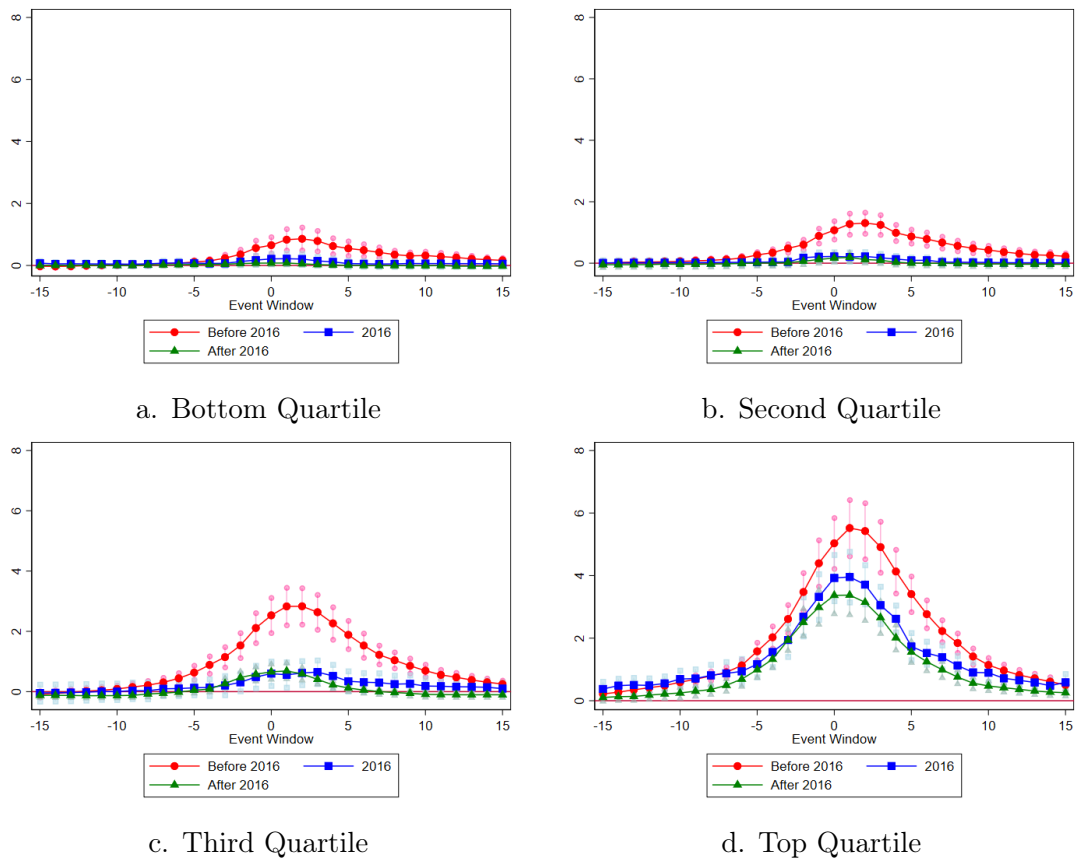 8
6
4
2
0
-15 -10 -5 0 5 10 15
Event Window
Before 2016 2016
After 2016
a. Bottom Quartile
8
6
4
2
0
-15 -10 -5 0 5 10 15
Event Window
Before 2016 2016
After 2016
b. Second Quartile
8
6
4
2
0
-15 -10 -5 0 5 10 15
Event Window
Before 2016 2016
After 2016
c. Third Quartile
8
6
4
2
0
-15 -10 -5 0 5 10 15
Event Window
Before 2016 2016
After 2016
d. Top Quartile